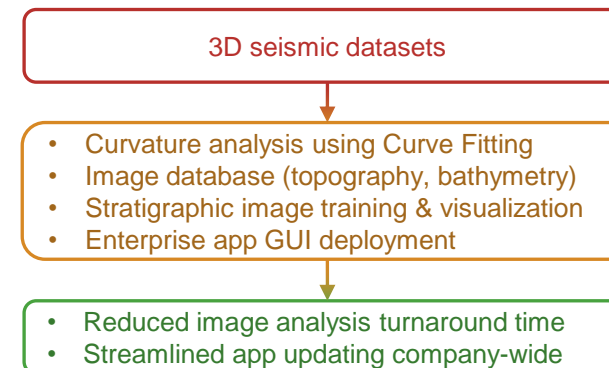 3D seismic datasets
• Curvature analysis using Curve Fitting
• Image database (topography, bathymetry)
• Stratigraphic image training & visualization
• Enterprise app GUI deployment
• Reduced image analysis turnaround time
• Streamlined app updating company-wide